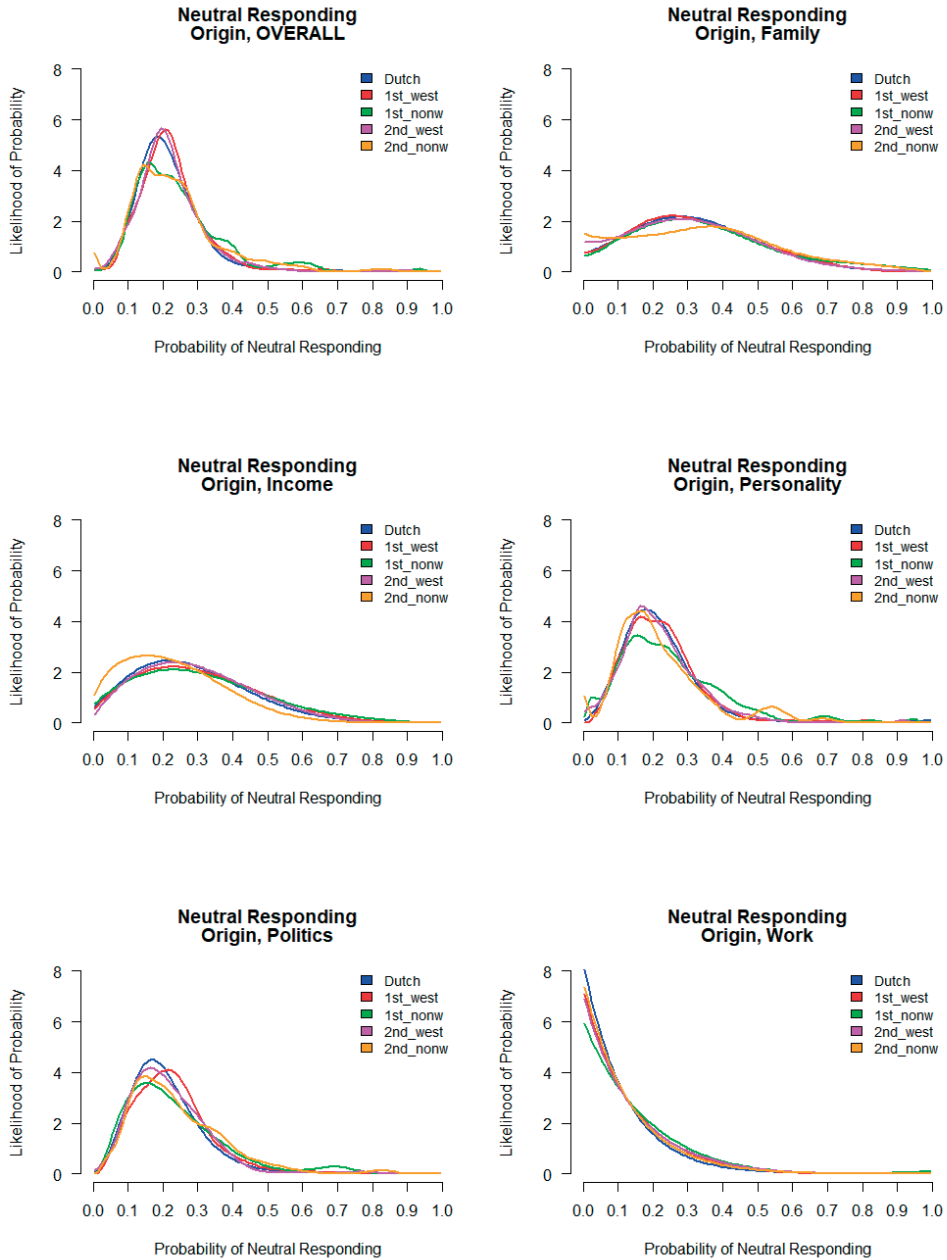 Neutral Responding
Origin, OVERALL
Likelihood of Probability
8
6
4
2
0
Dutch
1st_west
1st_nonw
2nd_west
2nd_nonw
0.0 0.1 0.2 0.3 0.4 0.5 0.6 0.7 0.8 0.9 1.0
Probability of Neutral Responding
Neutral Responding
Origin, Family
Likelihood of Probability
8
6
4
2
0
Dutch
1st_west
1st_nonw
2nd_west
2nd_nonw
0.0 0.1 0.2 0.3 0.4 0.5 0.6 0.7 0.8 0.9 1.0
Probability of Neutral Responding
Neutral Responding
Origin, Income
Likelihood of Probability
8
6
4
2
0
Dutch
1st_west
1st_nonw
2nd_west
2nd_nonw
0.0 0.1 0.2 0.3 0.4 0.5 0.6 0.7 0.8 0.9 1.0
Probability of Neutral Responding
Neutral Responding
Origin, Personality
Likelihood of Probability
8
6
4
2
0
Dutch
1st_west
1st_nonw
2nd_west
2nd_nonw
0.0 0.1 0.2 0.3 0.4 0.5 0.6 0.7 0.8 0.9 1.0
Probability of Neutral Responding
Neutral Responding
Origin, Politics
Likelihood of Probability
8
6
4
2
0
Dutch
1st_west
1st_nonw
2nd_west
2nd_nonw
0.0 0.1 0.2 0.3 0.4 0.5 0.6 0.7 0.8 0.9 1.0
Probability of Neutral Responding
Neutral Responding
Origin, Work
Likelihood of Probability
8
6
4
2
0
Dutch
1st_west
1st_nonw
2nd_west
2nd_nonw
0.0 0.1 0.2 0.3 0.4 0.5 0.6 0.7 0.8 0.9 1.0
Probability of Neutral Responding